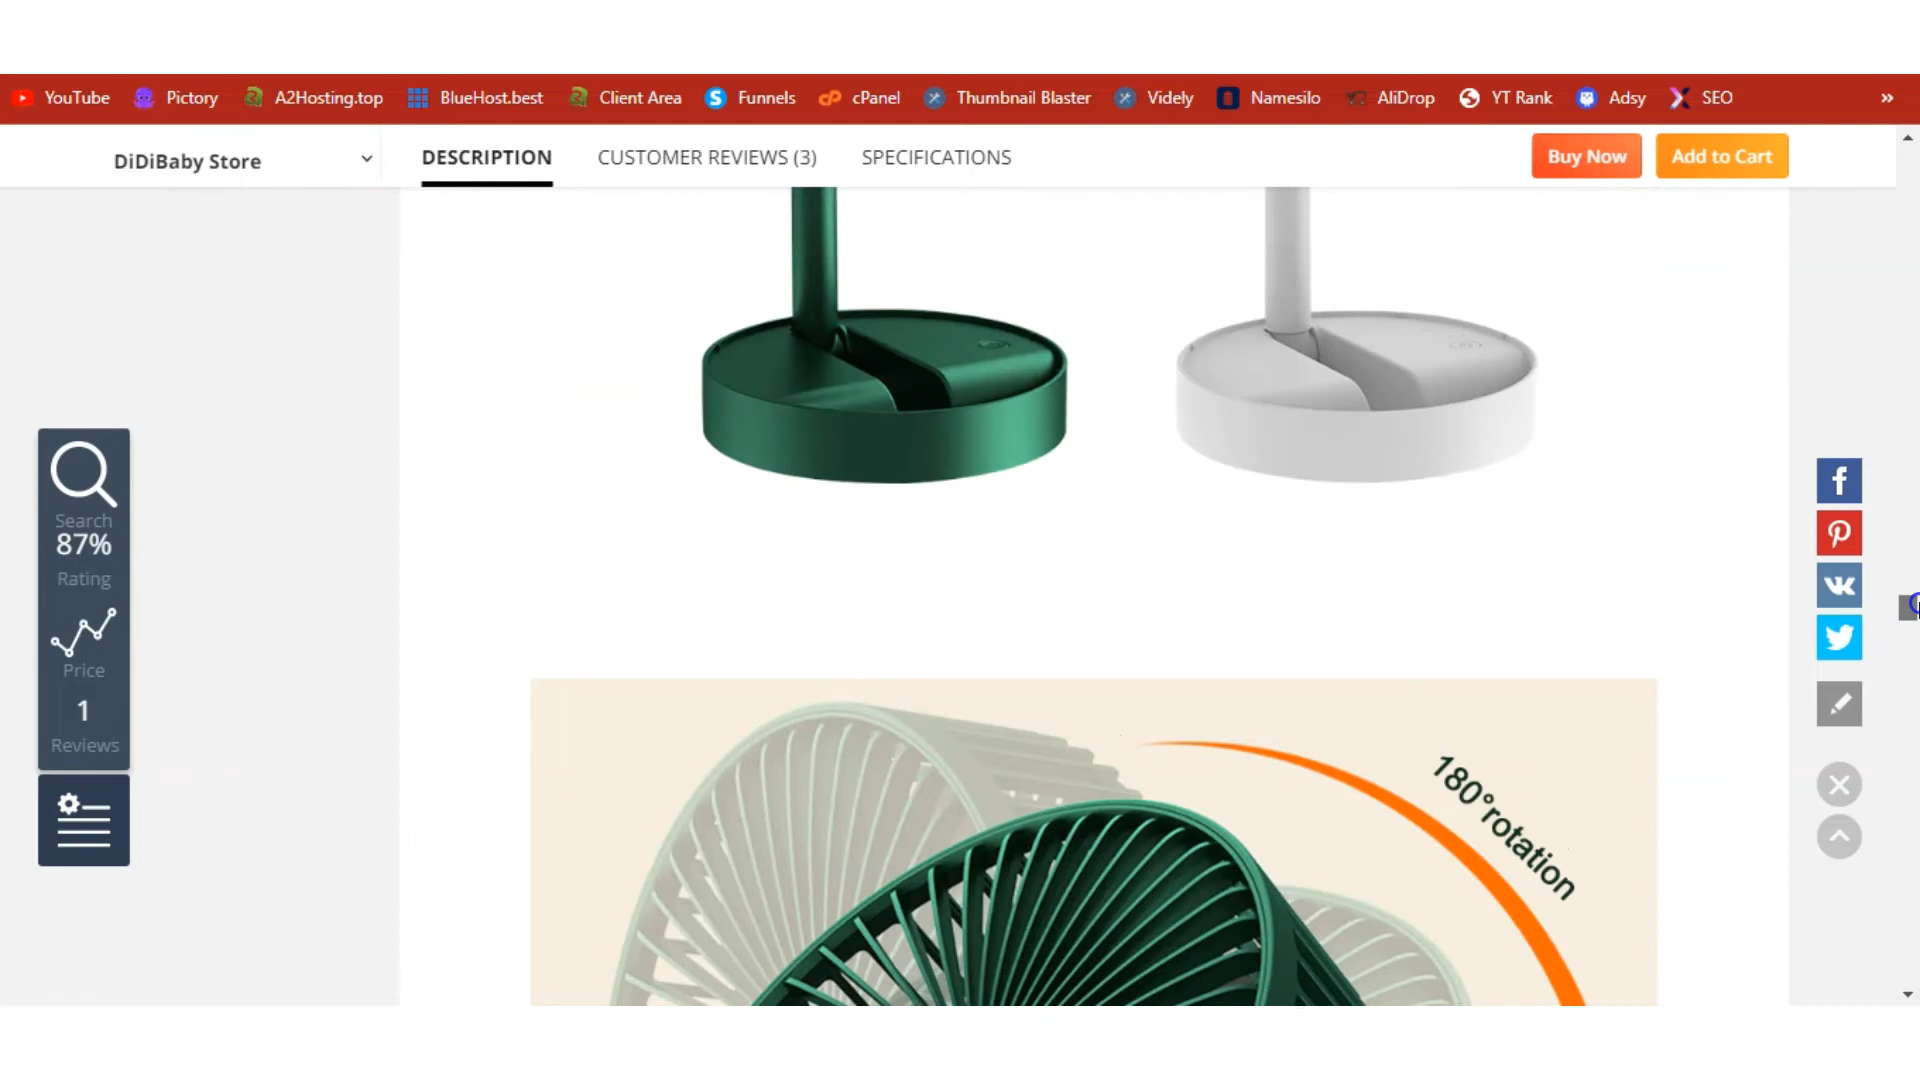 YouTube Pictory A2Hosting.top BlueHost.best Client Area Funnels cPanel Thumbnail Blaster Videly Namesilo AliDrop YT Rank Adsy SEO »
DiDiBaby Store DESCRIPTION CUSTOMER REVIEWS (3) SPECIFICATIONS Buy Now Add to Cart
Search
87%
Rating
Price
1
Reviews
180°rotation